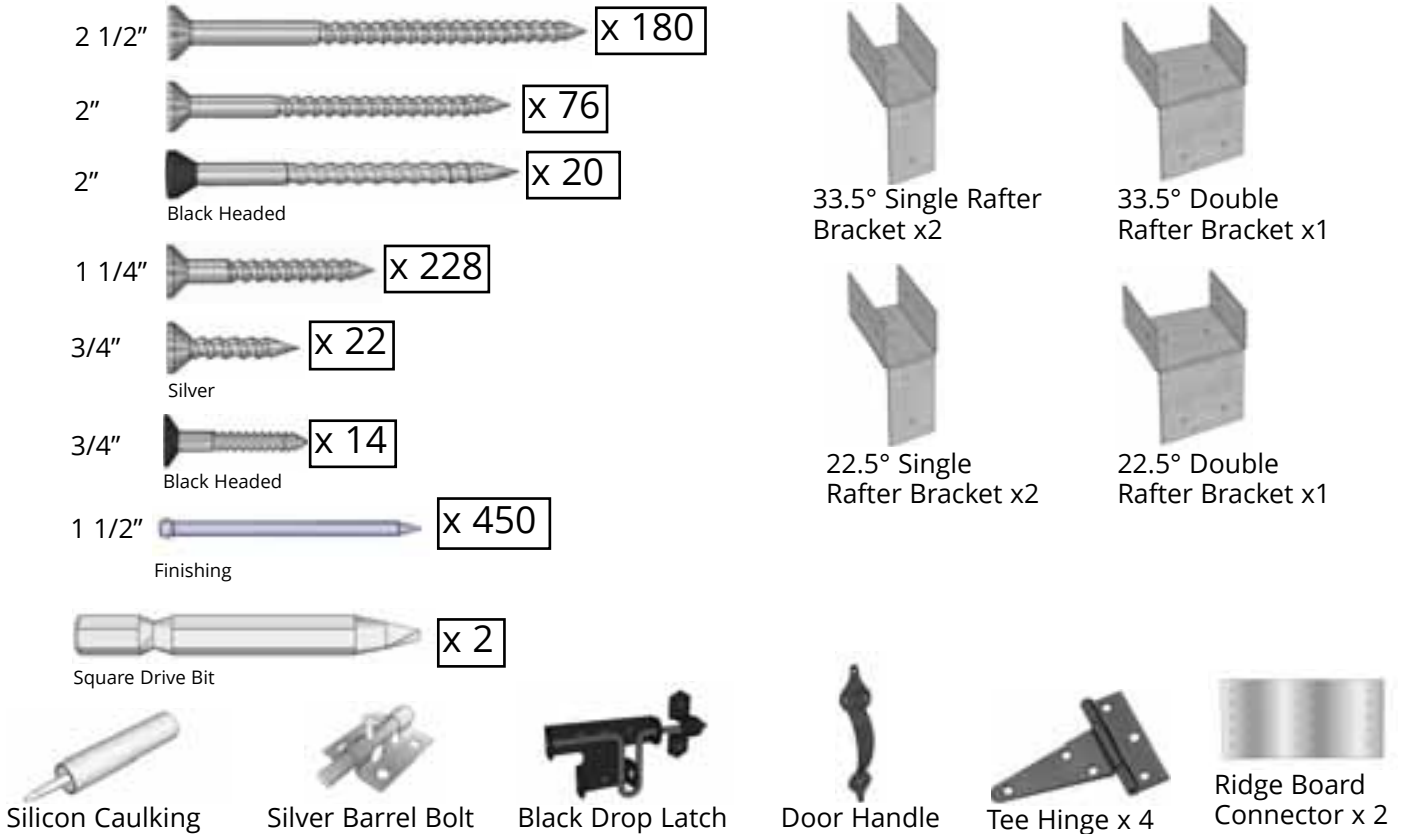 2 1/2” x 180
2” x 76
2” x 20
Black Headed
1 1/4” x 228
3/4” x 22
Silver
3/4” x 14
Black Headed
1 1/2” x 450
Finishing
x 2
Square Drive Bit
33.5° Single Rafter
Bracket x2
33.5° Double
Rafter Bracket x1
22.5° Single
Rafter Bracket x2
22.5° Double
Rafter Bracket x1
Silicon Caulking
Silver Barrel Bolt
Black Drop Latch
Door Handle
Tee Hinge x 4
Ridge Board
Connector x 2